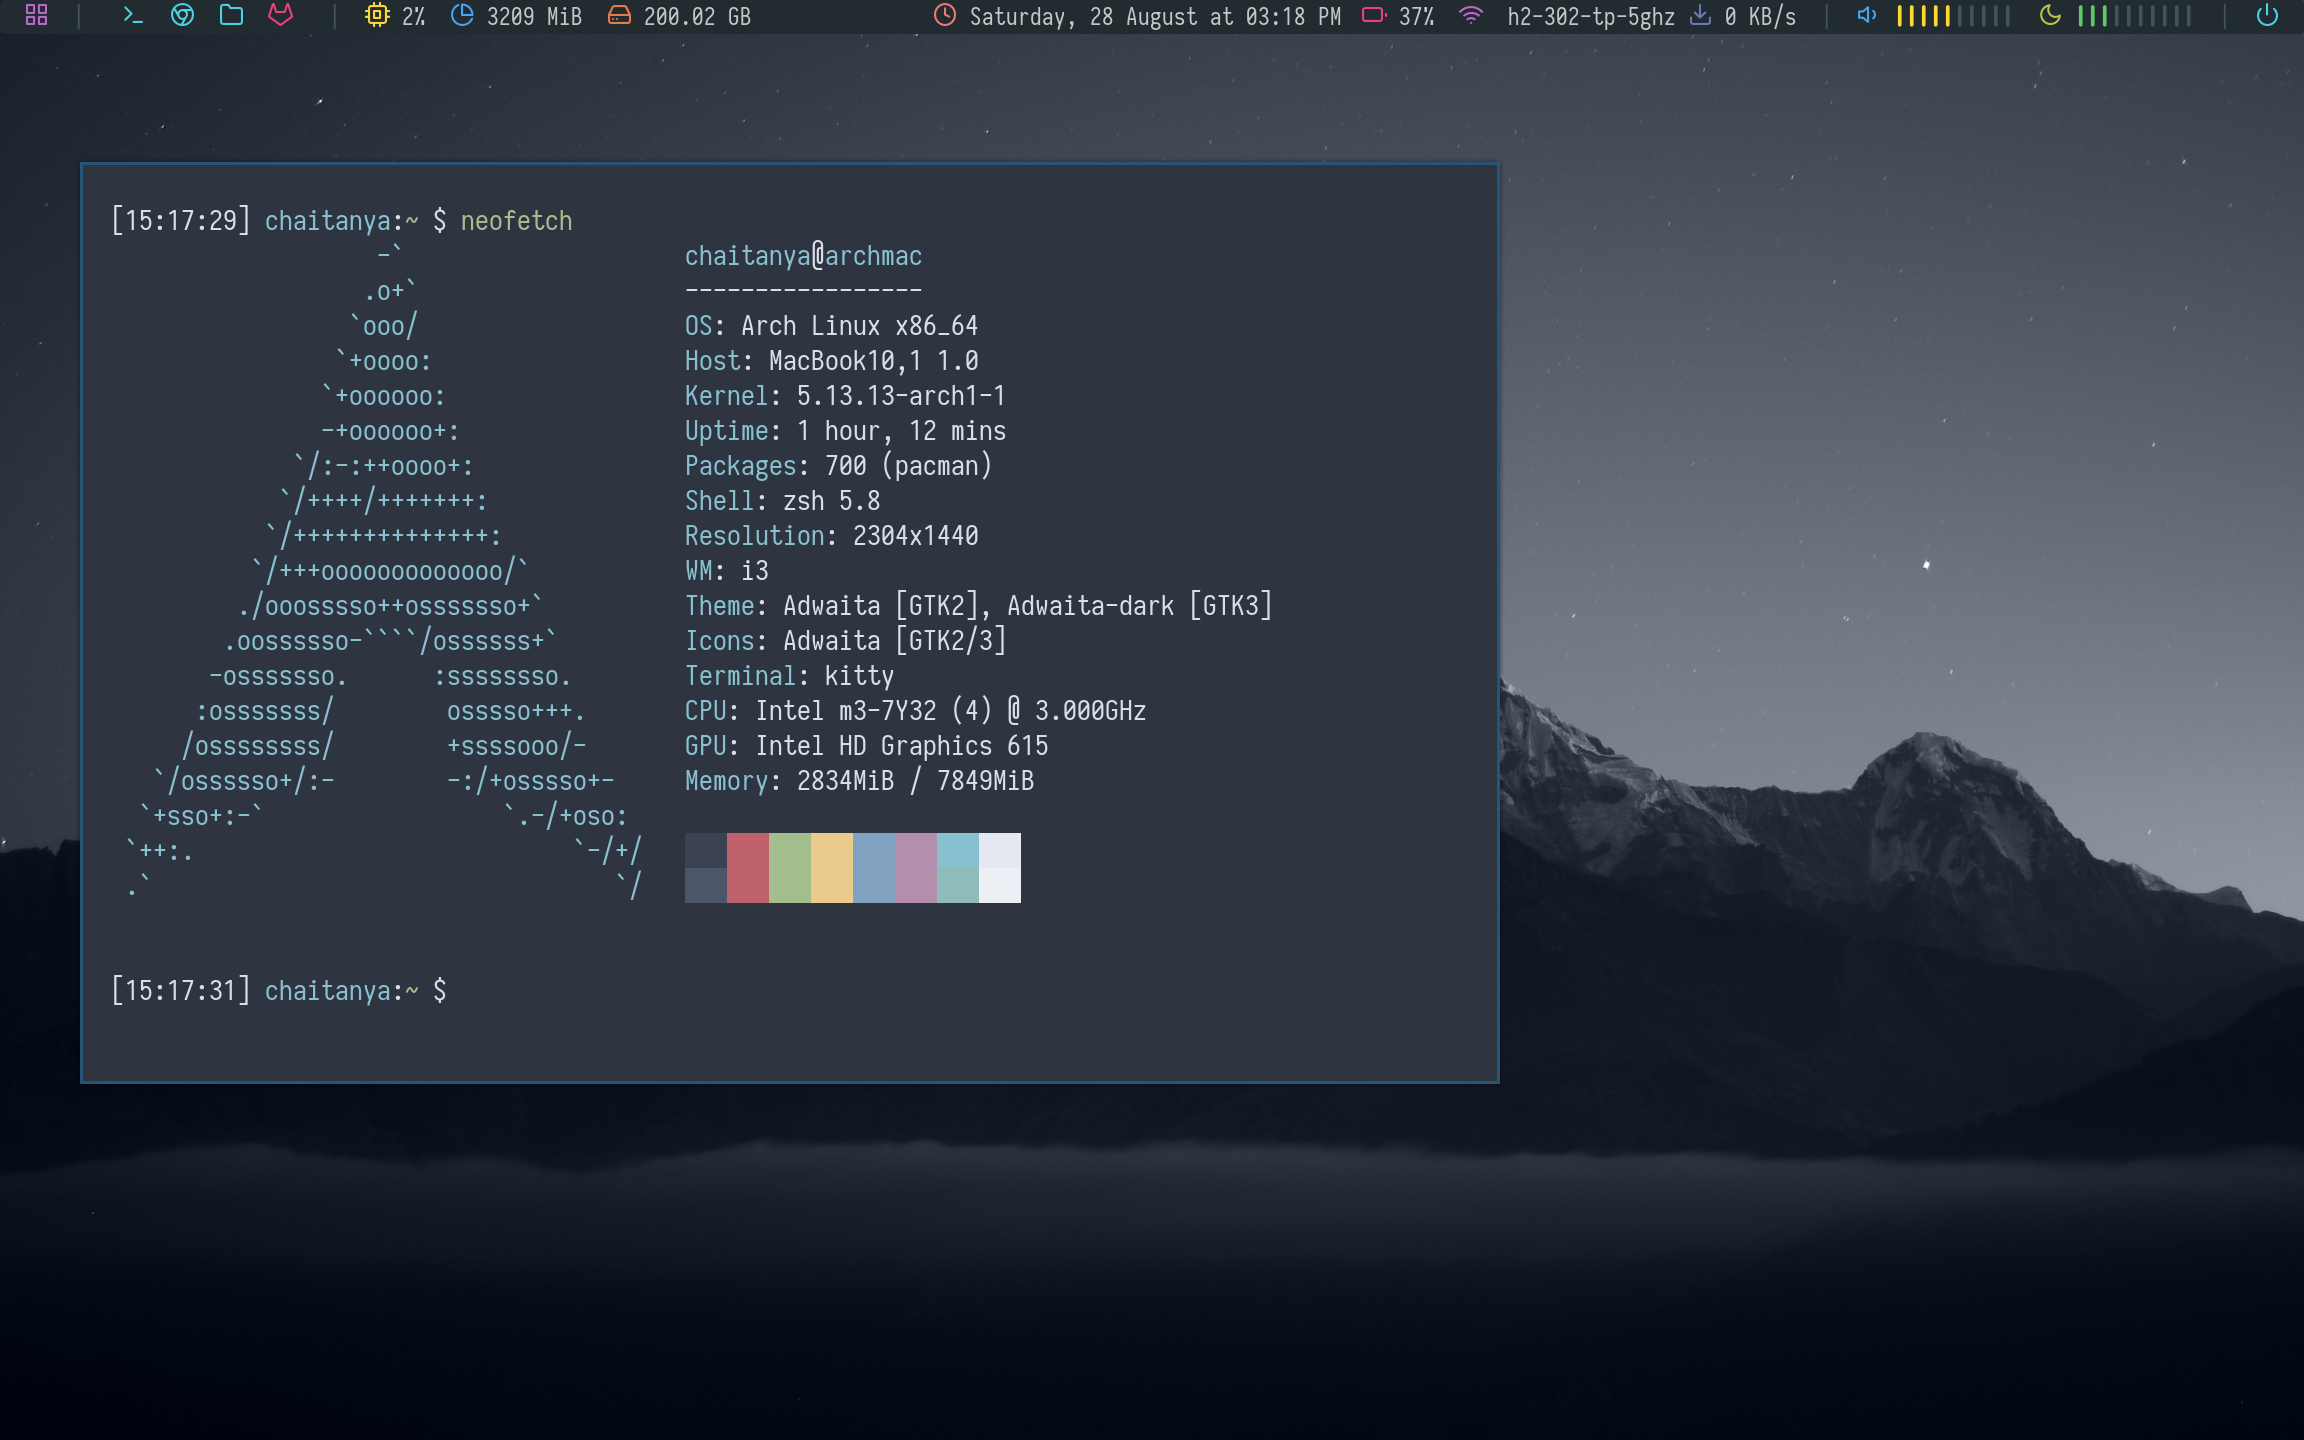 2% 3209 MiB 200.02 GB Saturday, 28 August at 03:18 PM 37% h2-302-tp-5ghz 0 KB/s
[15:17:29] chaitanya:~ $ neofetch
                   -`                    chaitanya@archmac
                  .o+`                   -----------------
                 `ooo/                   OS: Arch Linux x86_64
                `+oooo:                  Host: MacBook10,1 1.0
               `+oooooo:                 Kernel: 5.13.13-arch1-1
               -+oooooo+:                Uptime: 1 hour, 12 mins
             `/:-:++oooo+:               Packages: 700 (pacman)
            `/++++/+++++++:              Shell: zsh 5.8
           `/++++++++++++++:             Resolution: 2304x1440
          `/+++ooooooooooooo/`           WM: i3
         ./ooosssso++osssssso+`          Theme: Adwaita [GTK2], Adwaita-dark [GTK3]
        .oossssso-````/ossssss+`         Icons: Adwaita [GTK2/3]
       -osssssso.      :ssssssso.        Terminal: kitty
      :osssssss/        osssso+++.       CPU: Intel m3-7Y32 (4) @ 3.000GHz
     /ossssssss/        +ssssooo/-       GPU: Intel HD Graphics 615
   `/ossssso+/:-        -:/+osssso+-     Memory: 2834MiB / 7849MiB
  `+sso+:-`                 `.-/+oso:
 `++:.                           `-/+/
 .`                                 `/
[15:17:31] chaitanya:~ $